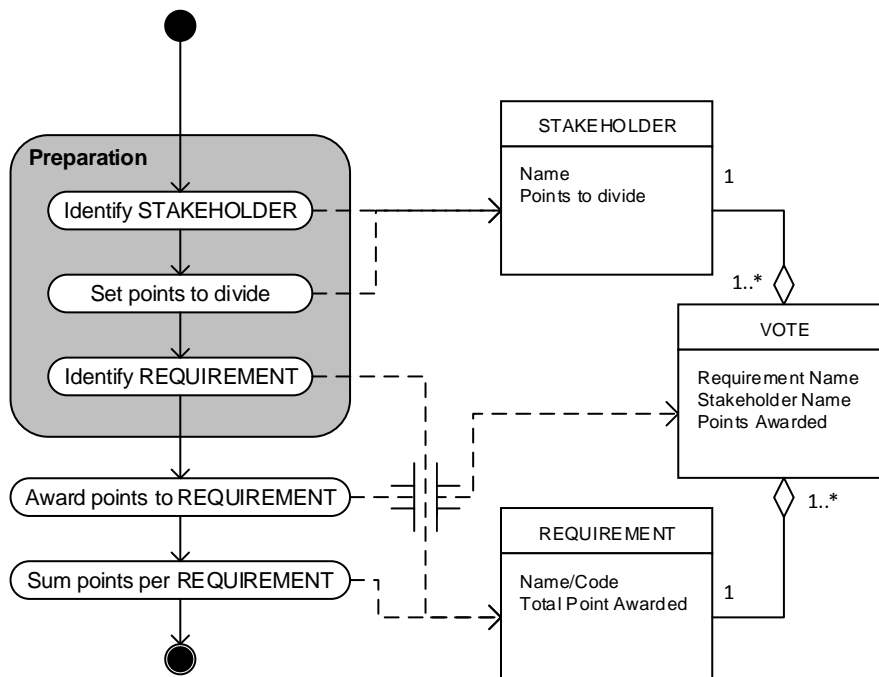 Preparation
Identify STAKEHOLDER
Set points to divide
Identify REQUIREMENT
Award points to REQUIREMENT
Sum points per REQUIREMENT
STAKEHOLDER
Name
Points to divide
1
1..*
VOTE
Requirement Name
Stakeholder Name
Points Awarded
1..*
REQUIREMENT
Name/Code
Total Point Awarded
1